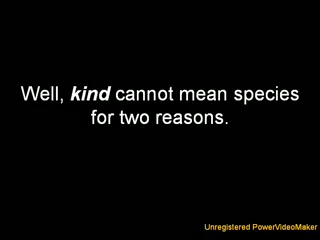 Well, kind cannot mean species
for two reasons.
Unregistered PowerVideoMaker